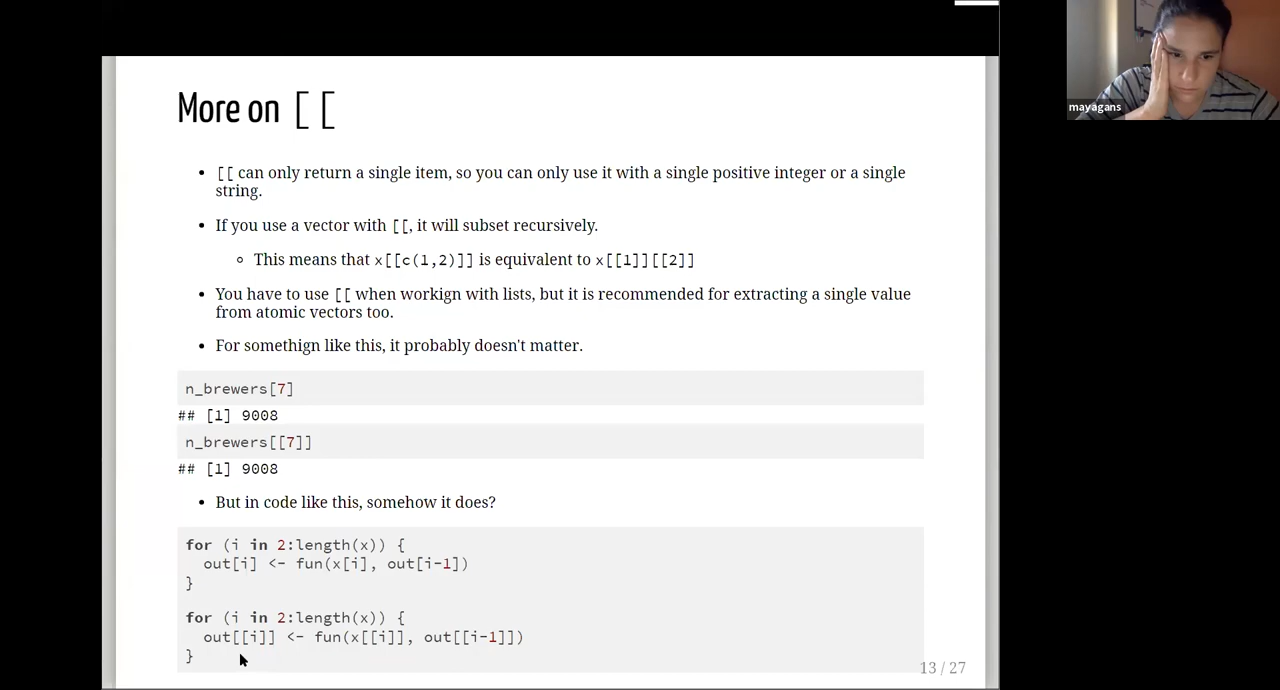 More on [[
mayagans
• [[ can only return a single item, so you can only use it with a single positive integer or a single
string.
• If you use a vector with [[, it will subset recursively.
◦ This means that x[[c(1,2)]] is equivalent to x[[1]][[2]]
• You have to use [[ when workign with lists, but it is recommended for extracting a single value
from atomic vectors too.
• For somethign like this, it probably doesn't matter.
n_brewers[7]
## [1] 9008
n_brewers[[7]]
## [1] 9008
• But in code like this, somehow it does?
for (i in 2:length(x)) {
  out[i] <- fun(x[i], out[i-1])
}
for (i in 2:length(x)) {
  out[[i]] <- fun(x[[i]], out[[i-1]])
}
13 / 27